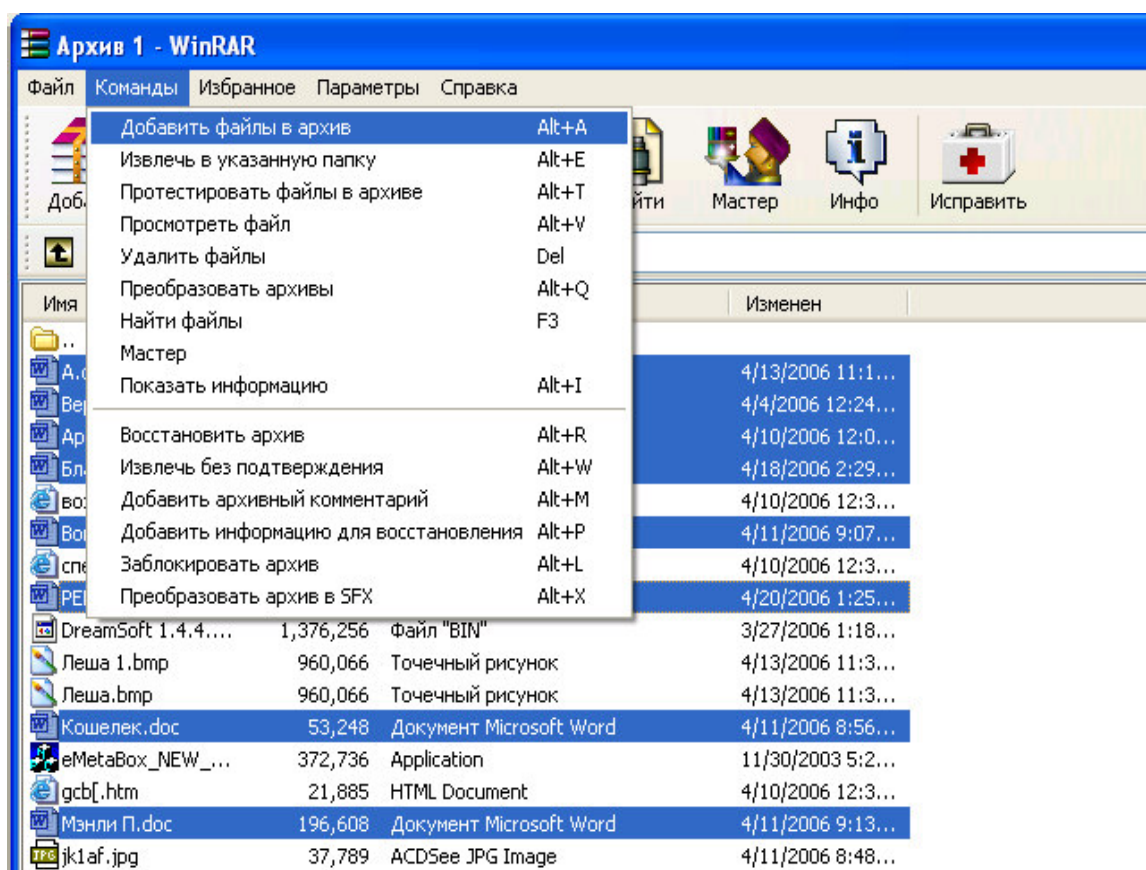 Архив 1 - WinRAR
Файл Команды Избранное Параметры Справка
Добавить файлы в архив Alt+A
Извлечь в указанную папку Alt+E
Протестировать файлы в архиве Alt+T
Просмотреть файл Alt+V
Удалить файлы Del
Преобразовать архивы Alt+Q
Найти файлы F3
Мастер
Показать информацию Alt+I
Восстановить архив Alt+R
Извлечь без подтверждения Alt+W
Добавить архивный комментарий Alt+M
Добавить информацию для восстановления Alt+P
Заблокировать архив Alt+L
Преобразовать архив в SFX Alt+X
Мастер Инфо Исправить
Имя Изменен
..
4/13/2006 11:1...
4/4/2006 12:24...
4/10/2006 12:0...
4/18/2006 2:29...
4/10/2006 12:3...
4/11/2006 9:07...
4/10/2006 12:3...
4/20/2006 1:25...
DreamSoft 1.4.4.... 1,376,256 Файл "BIN" 3/27/2006 1:18...
Леша 1.bmp 960,066 Точечный рисунок 4/13/2006 11:3...
Леша.bmp 960,066 Точечный рисунок 4/13/2006 11:3...
Кошелек.doc 53,248 Документ Microsoft Word 4/11/2006 8:56...
eMetaBox_NEW_... 372,736 Application 11/30/2003 5:2...
gcb[.htm 21,885 HTML Document 4/10/2006 12:3...
Мэнли П.doc 196,608 Документ Microsoft Word 4/11/2006 9:13...
jk1af.jpg 37,789 ACDSee JPG Image 4/11/2006 8:48...